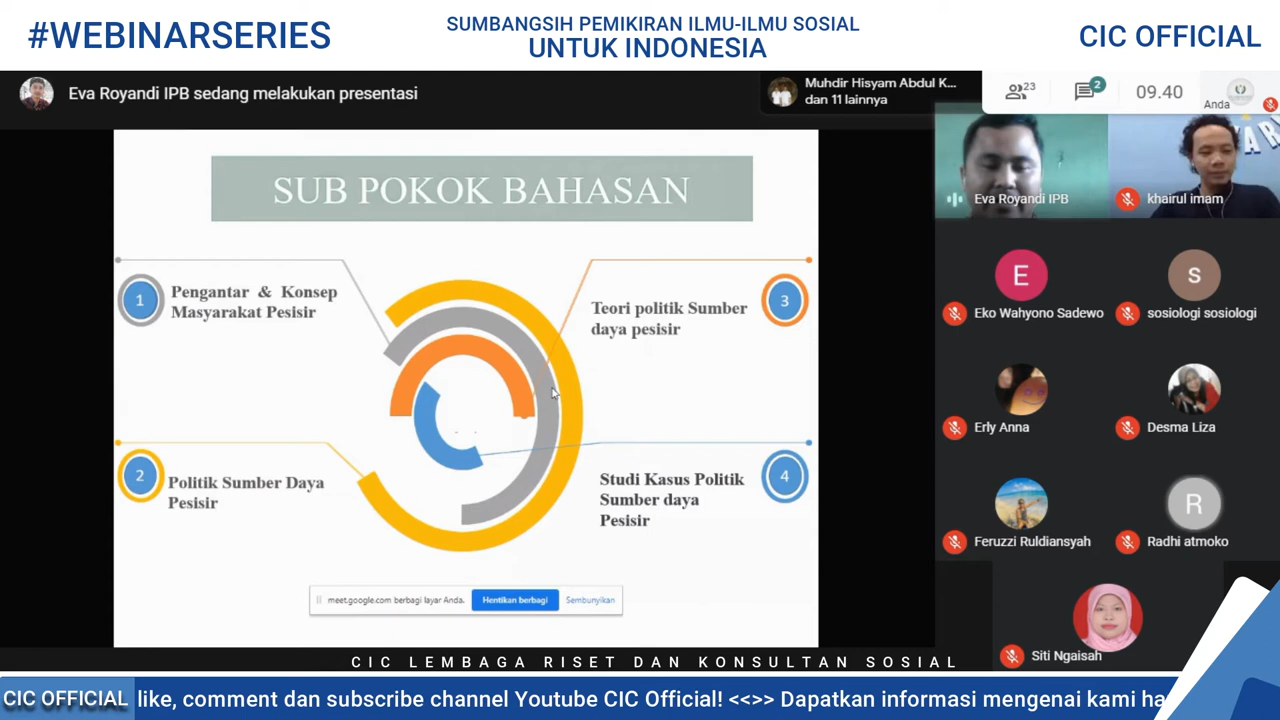 #WEBINARSERIES
SUMBANGSIH PEMIKIRAN ILMU-ILMU SOSIAL
UNTUK INDONESIA
CIC OFFICIAL
Eva Royandi IPB sedang melakukan presentasi
Muhdir Hisyam Abdul K...
dan 11 lainnya
23
2
09.40
Anda
SUB POKOK BAHASAN
1
Pengantar & Konsep
Masyarakat Pesisir
3
Teori politik Sumber
daya pesisir
2
Politik Sumber Daya
Pesisir
4
Studi Kasus Politik
Sumber daya
Pesisir
meet.google.com berbagi layar Anda.
Hentikan berbagi
Sembunyikan
Eva Royandi IPB
khairul imam
E
Eko Wahyono Sadewo
s
sosiologi sosiologi
Erly Anna
Desma Liza
Feruzzi Ruldiansyah
R
Radhi atmoko
Siti Ngaisah
CIC LEMBAGA RISET DAN KONSULTAN SOSIAL
CIC OFFICIAL
like, comment dan subscribe channel Youtube CIC Official! <<>> Dapatkan informasi mengenai kami ha